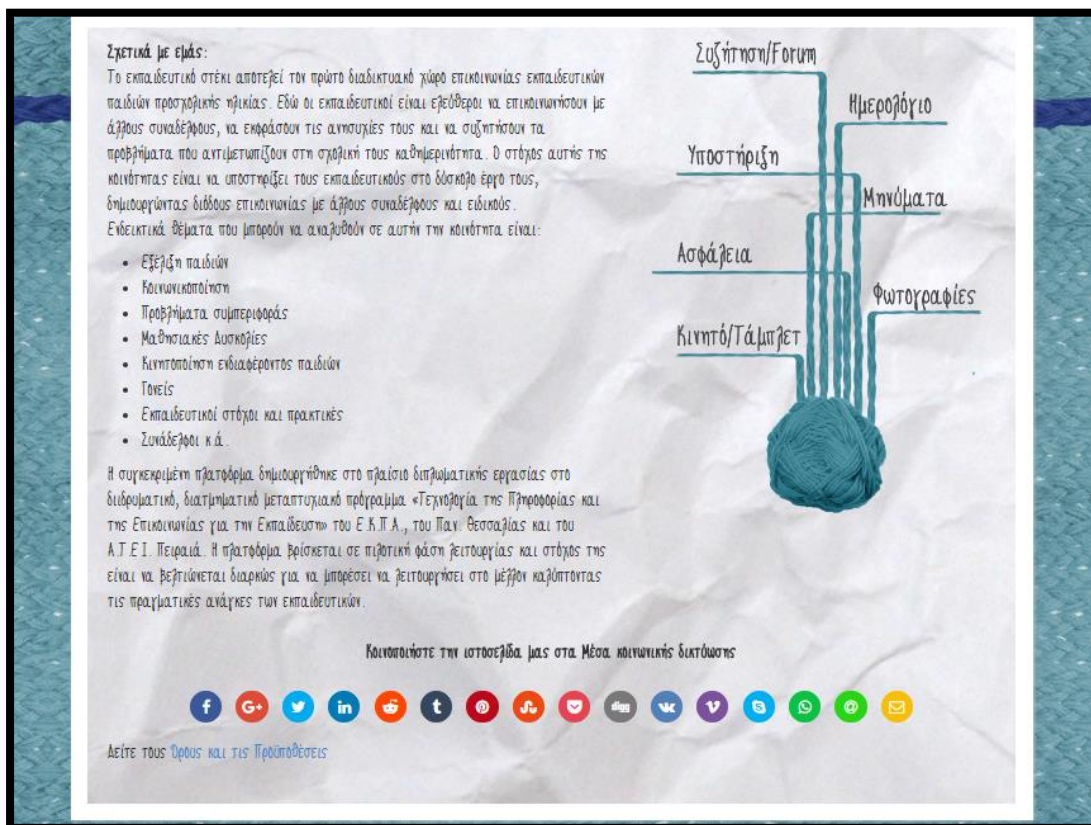 Σχετικά με εμάς:
Το εκπαιδευτικό στέκι αποτελεί τον πρώτο διαδικτυακό χώρο επικοινωνίας εκπαιδευτικών
παιδιών προσχολικής ηλικίας. Εδώ οι εκπαιδευτικοί είναι ελεύθεροι να επικοινωνήσουν με
άλλους συναδέλφους, να εκφράσουν τις ανησυχίες τους και να συζητήσουν τα
προβλήματα που αντιμετωπίζουν στη σχολική τους καθημερινότητα. Ο στόχος αυτής της
κοινότητας είναι να υποστηρίξει τους εκπαιδευτικούς στο δύσκολο έργο τους,
δημιουργώντας διόδους επικοινωνίας με άλλους συναδέλφους και ειδικούς.
Ενδεικτικά θέματα που μπορούν να αναλυθούν σε αυτήν την κοινότητα είναι:
• Εξέλιξη παιδιών
• Κοινωνικοποίηση
• Προβλήματα συμπεριφοράς
• Μαθησιακές Δυσκολίες
• Κινητοποίηση ενδιαφέροντος παιδιών
• Γονείς
• Εκπαιδευτικοί στόχοι και πρακτικές
• Συνάδελφοι κ.ά.
Η συγκεκριμένη πλατφόρμα δημιουργήθηκε στο πλαίσιο διπλωματικής εργασίας στο
διιδρυματικό, διατμηματικό μεταπτυχιακό πρόγραμμα «Τεχνολογία της Πληροφορίας και
της Επικοινωνίας για την Εκπαίδευση» του Ε.Κ.Π.Α., του Παν. Θεσσαλίας και του
Α.Τ.Ε.Ι. Πειραιά. Η πλατφόρμα βρίσκεται σε πιλοτική φάση λειτουργίας και στόχος της
είναι να βελτιώνεται διαρκώς για να μπορέσει να λειτουργήσει στο μέλλον καλύπτοντας
τις πραγματικές ανάγκες των εκπαιδευτικών.
Συζήτηση/Forum
Ημερολόγιο
Υποστήριξη
Μηνύματα
Ασφάλεια
Φωτογραφίες
Κινητό/Τάμπλετ
Κοινοποιήστε την ιστοσελίδα μας στα Μέσα κοινωνικής δικτύωσης
f G+ in t digg
Δείτε τους Όρους και τις Προϋποθέσεις